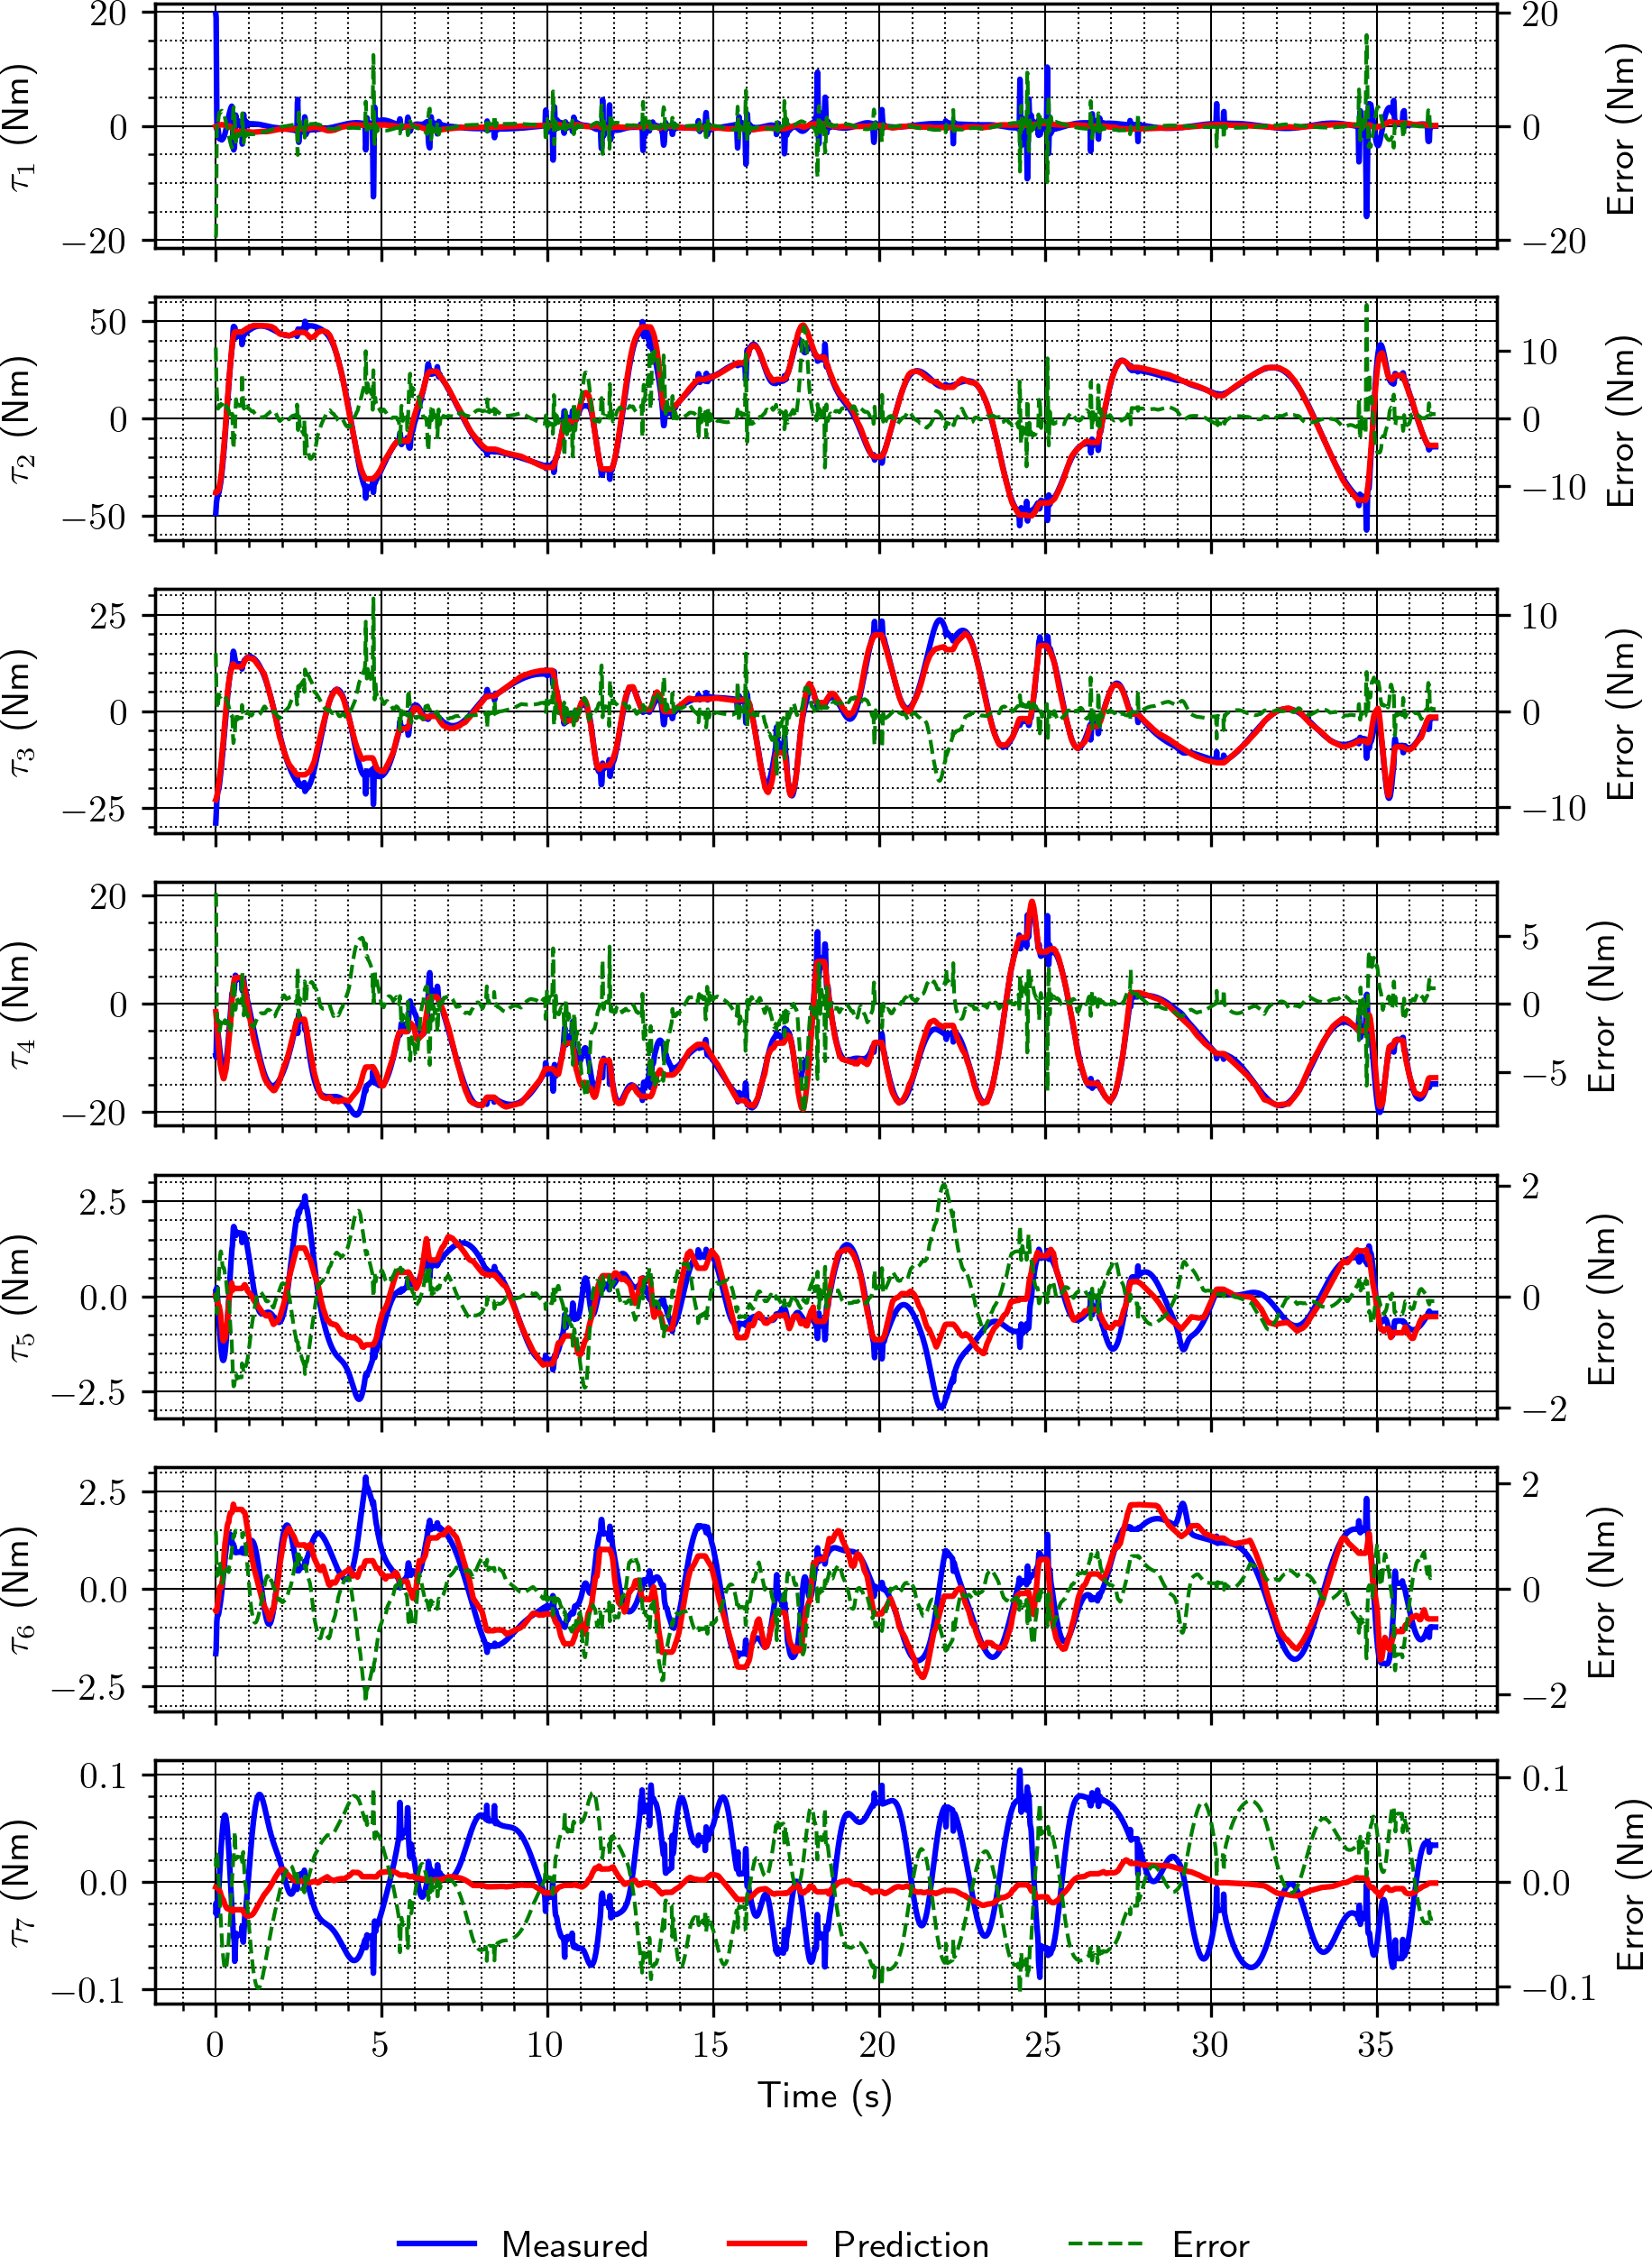 20
0
−20
τ1 (Nm)
20
0
−20
Error (Nm)
50
0
−50
τ2 (Nm)
10
0
−10
Error (Nm)
25
0
−25
τ3 (Nm)
10
0
−10
Error (Nm)
20
0
−20
τ4 (Nm)
5
0
−5
Error (Nm)
2.5
0.0
−2.5
τ5 (Nm)
2
0
−2
Error (Nm)
2.5
0.0
−2.5
τ6 (Nm)
2
0
−2
Error (Nm)
0.1
0.0
−0.1
τ7 (Nm)
0.1
0.0
−0.1
Error (Nm)
0 5 10 15 20 25 30 35
Time (s)
Measured Prediction Error